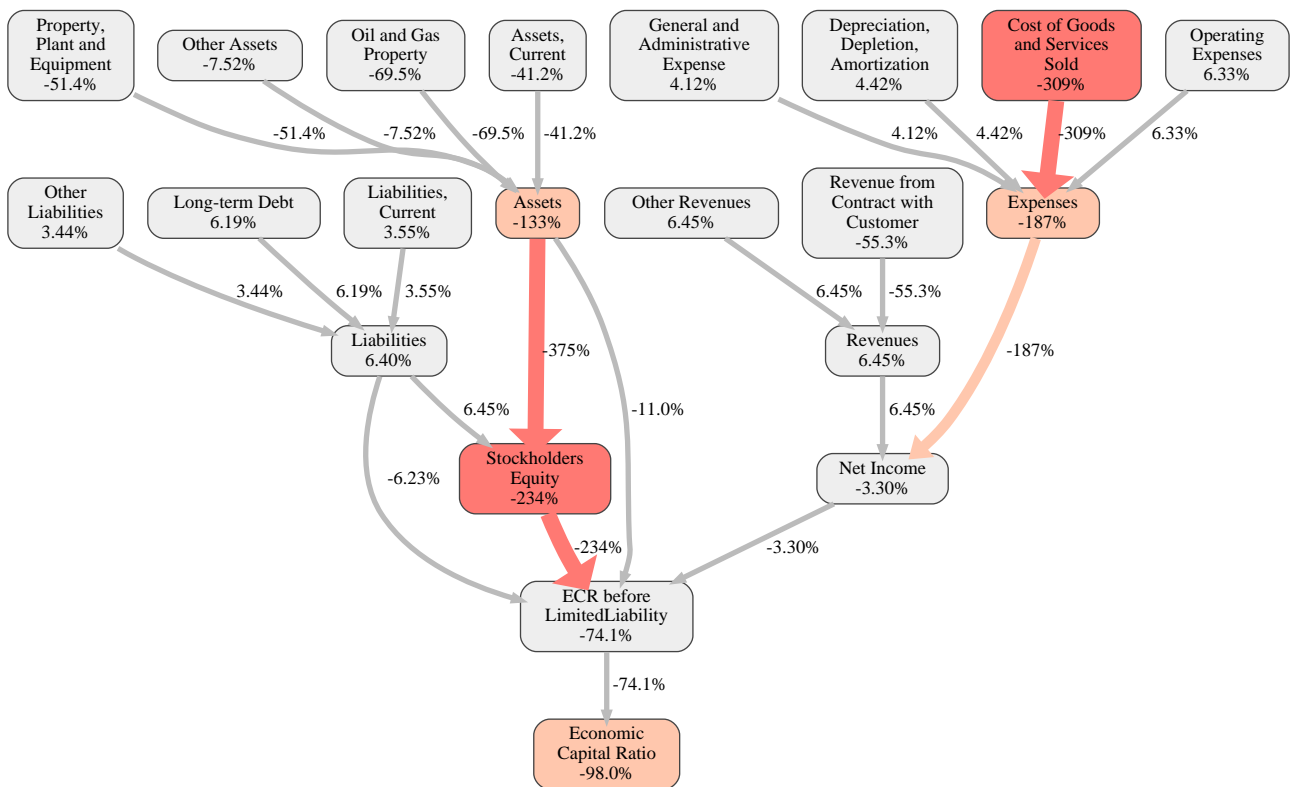 Property,
Plant and
Equipment
-51.4%
Other Assets
-7.52%
Oil and Gas
Property
-69.5%
Assets,
Current
-41.2%
General and
Administrative
Expense
4.12%
Depreciation,
Depletion,
Amortization
4.42%
Cost of Goods
and Services
Sold
-309%
Operating
Expenses
6.33%
-51.4%
-7.52%
-69.5%
-41.2%
4.12%
4.42%
-309%
6.33%
Other
Liabilities
3.44%
Long-term Debt
6.19%
Liabilities,
Current
3.55%
Assets
-133%
Other Revenues
6.45%
Revenue from
Contract with
Customer
-55.3%
Expenses
-187%
3.44%
6.19%
3.55%
6.45%
-55.3%
Liabilities
6.40%
-375%
Revenues
6.45%
-187%
6.45%
-11.0%
6.45%
-6.23%
Stockholders
Equity
-234%
Net Income
-3.30%
-234%
-3.30%
ECR before
LimitedLiability
-74.1%
-74.1%
Economic
Capital Ratio
-98.0%